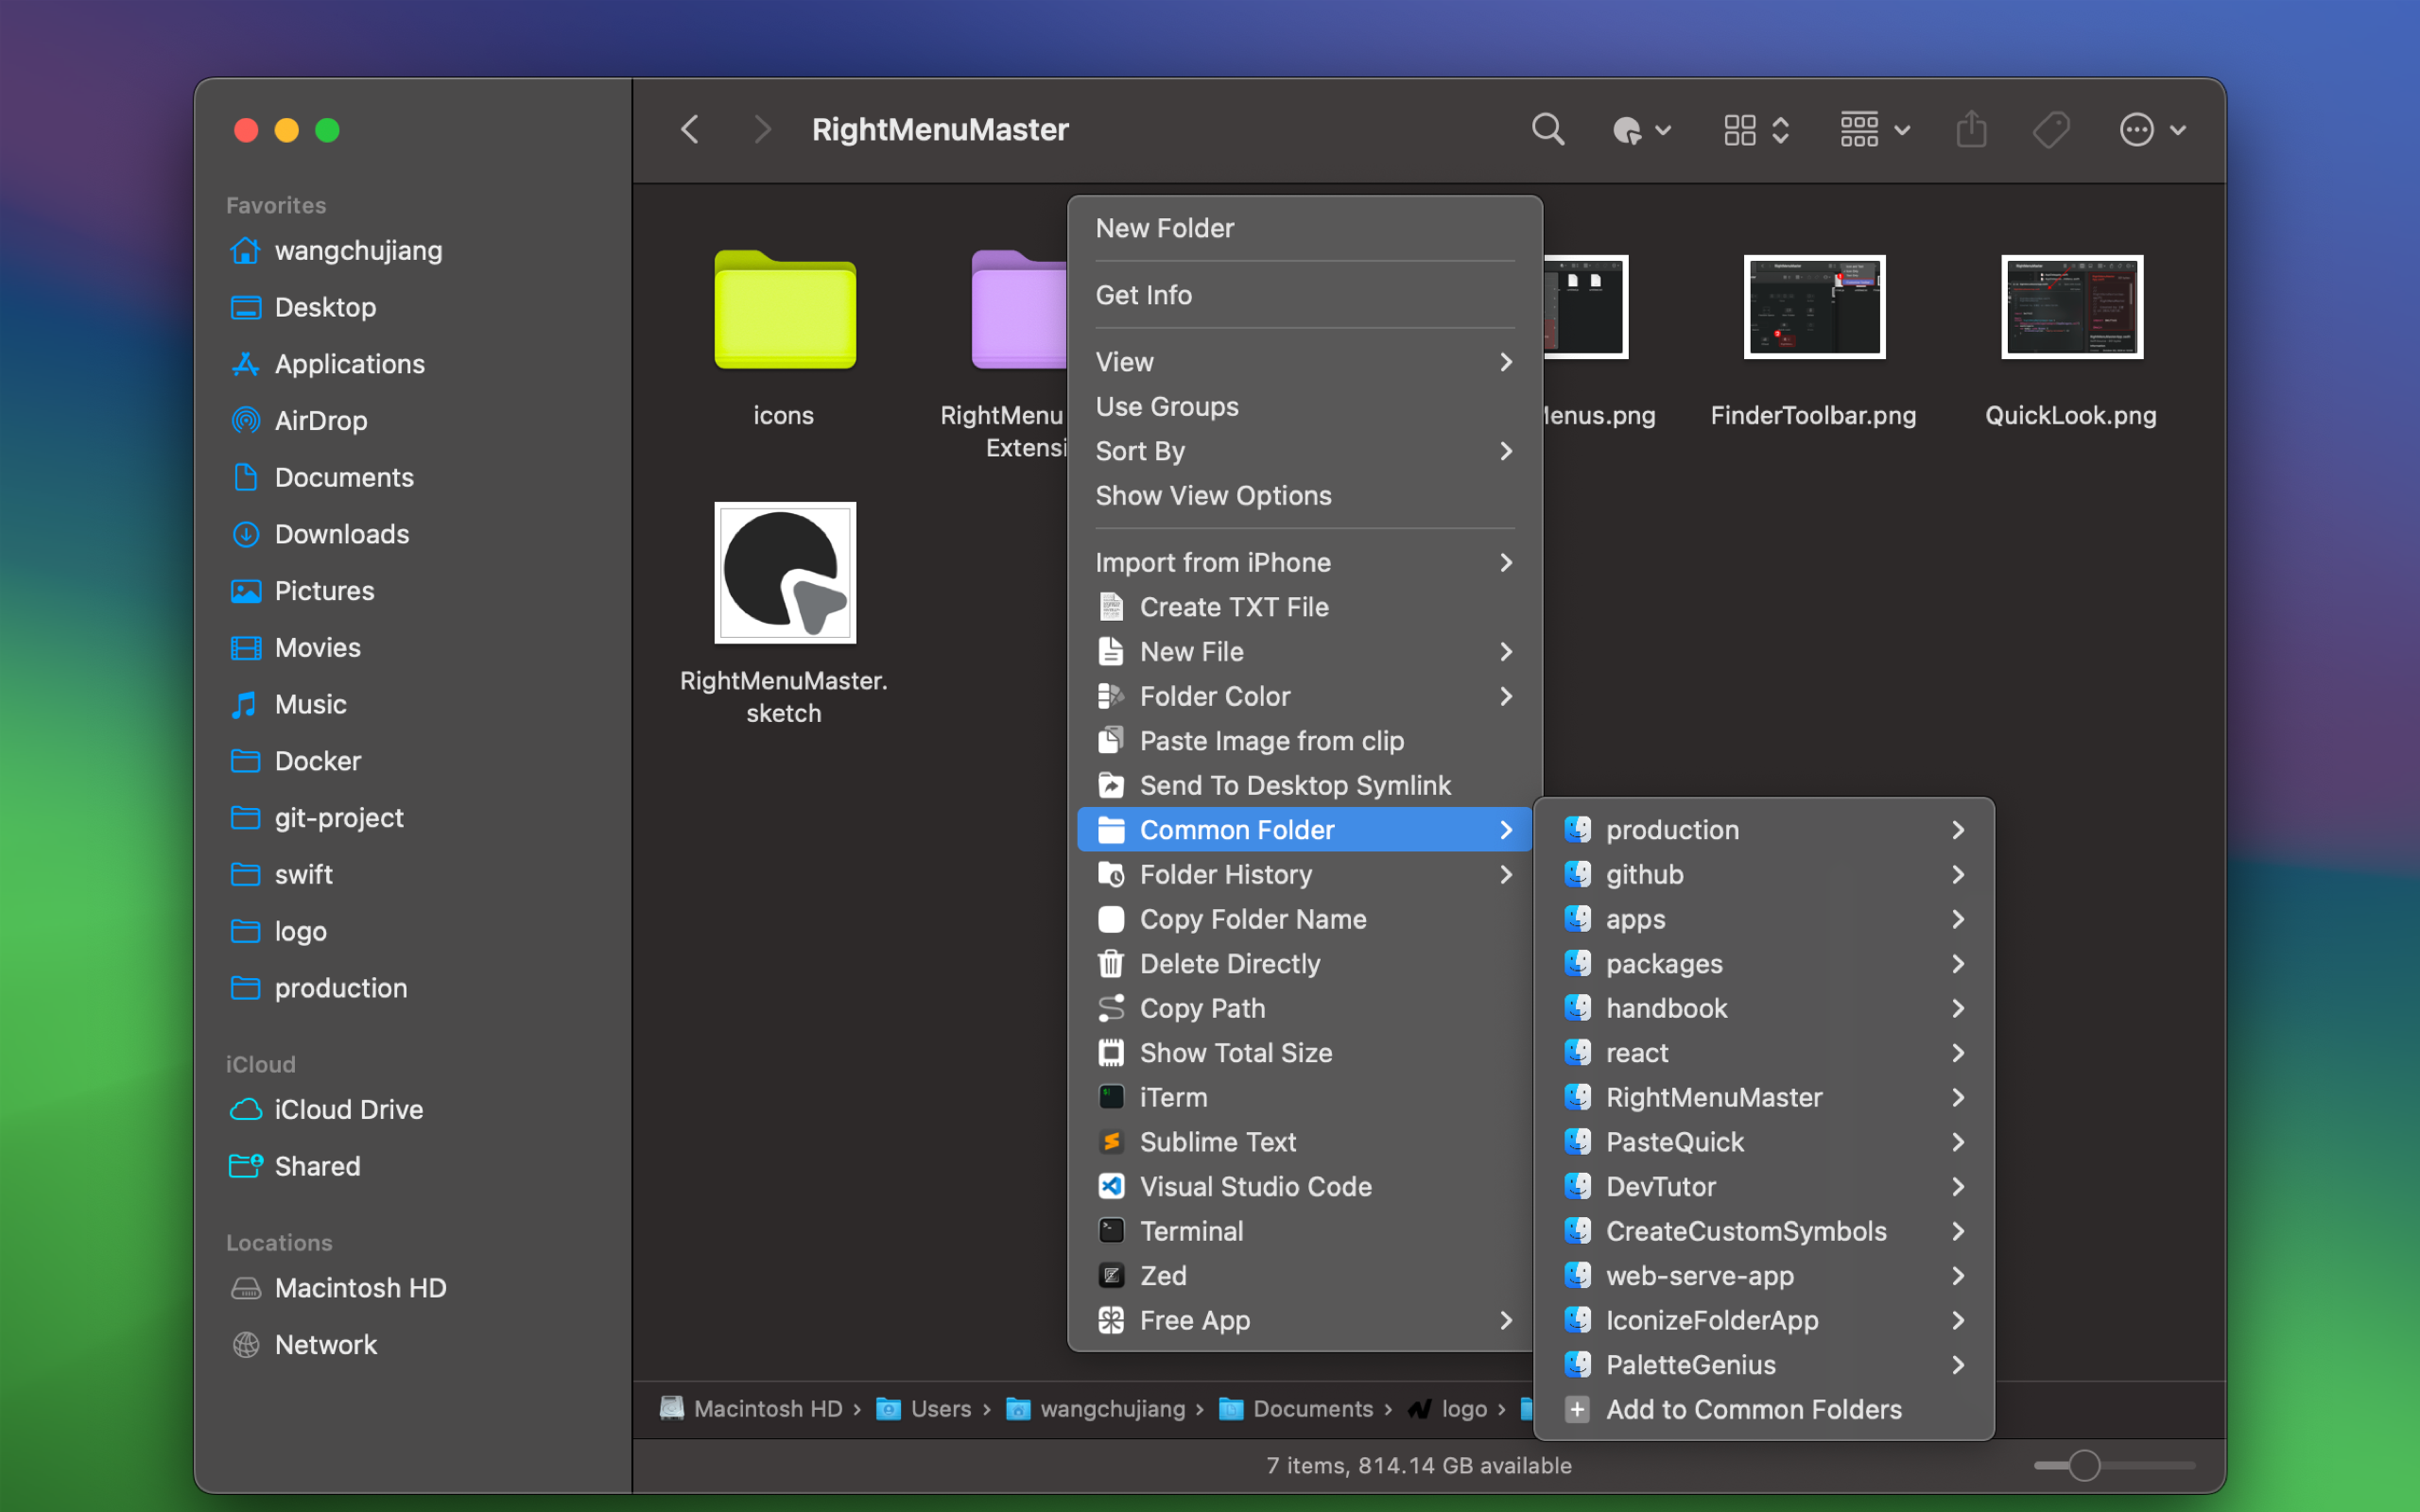 RightMenuMaster
Favorites
wangchujiang
Desktop
Applications
AirDrop
Documents
Downloads
Pictures
Movies
Music
Docker
git-project
swift
logo
production
iCloud
iCloud Drive
Shared
Locations
Macintosh HD
Network
icons
RightMenu
Extensi
Menus.png
FinderToolbar.png
QuickLook.png
RightMenuMaster.
sketch
New Folder
Get Info
View
Use Groups
Sort By
Show View Options
Import from iPhone
Create TXT File
New File
Folder Color
Paste Image from clip
Send To Desktop Symlink
Common Folder
Folder History
Copy Folder Name
Delete Directly
Copy Path
Show Total Size
iTerm
Sublime Text
Visual Studio Code
Terminal
Zed
Free App
production
github
apps
packages
handbook
react
RightMenuMaster
PasteQuick
DevTutor
CreateCustomSymbols
web-serve-app
IconizeFolderApp
PaletteGenius
Add to Common Folders
Macintosh HD › Users › wangchujiang › Documents › logo ›
7 items, 814.14 GB available